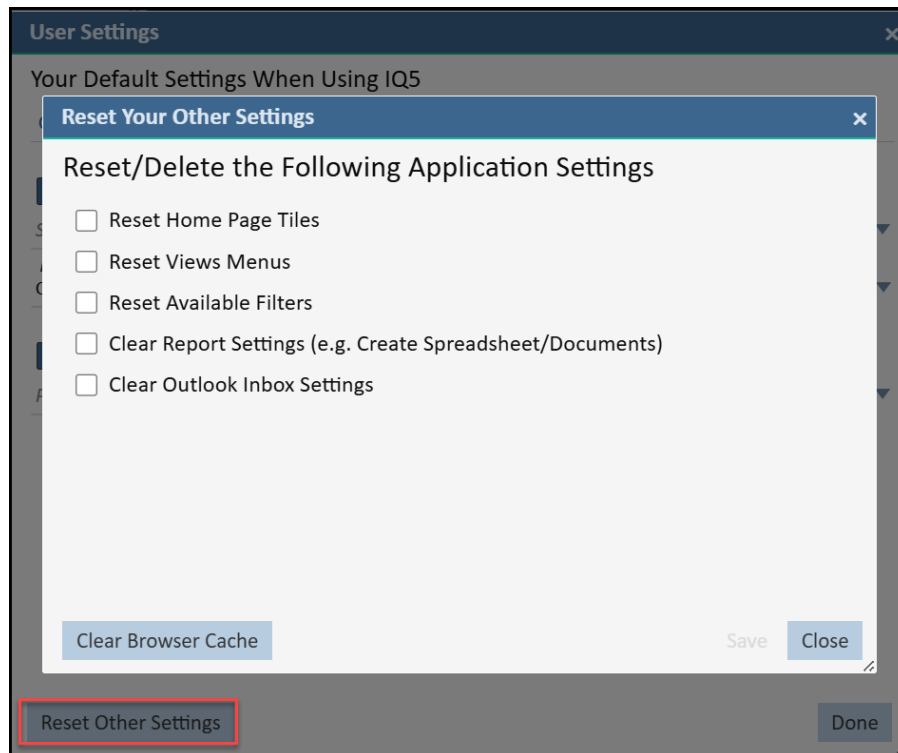 User Settings
Your Default Settings When Using IQ5
Reset Your Other Settings
Reset/Delete the Following Application Settings
Reset Home Page Tiles
Reset Views Menus
Reset Available Filters
Clear Report Settings (e.g. Create Spreadsheet/Documents)
Clear Outlook Inbox Settings
Clear Browser Cache
Save
Close
Reset Other Settings
Done